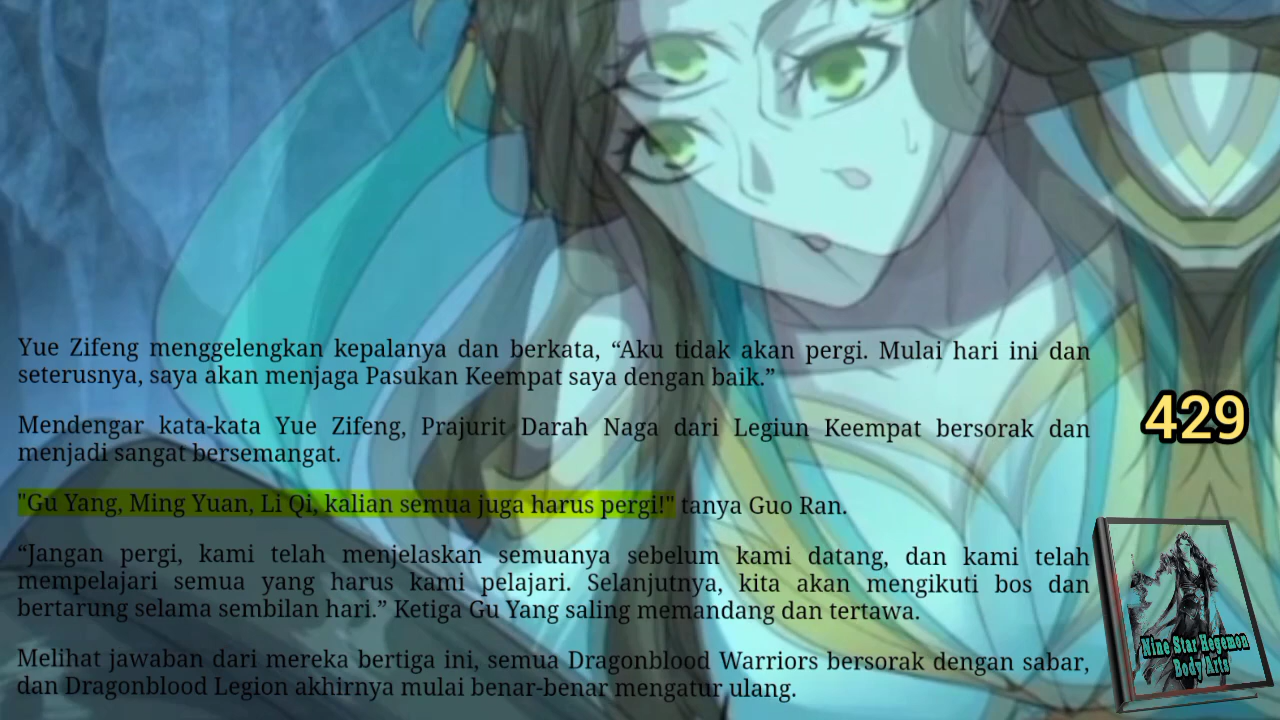 Yue Zifeng menggelengkan kepalanya dan berkata, “Aku tidak akan pergi. Mulai hari ini dan
seterusnya, saya akan menjaga Pasukan Keempat saya dengan baik.”
Mendengar kata-kata Yue Zifeng, Prajurit Darah Naga dari Legiun Keempat bersorak dan
menjadi sangat bersemangat.
"Gu Yang, Ming Yuan, Li Qi, kalian semua juga harus pergi!" tanya Guo Ran.
“Jangan pergi, kami telah menjelaskan semuanya sebelum kami datang, dan kami telah
mempelajari semua yang harus kami pelajari. Selanjutnya, kita akan mengikuti bos dan
bertarung selama sembilan hari.” Ketiga Gu Yang saling memandang dan tertawa.
Melihat jawaban dari mereka bertiga ini, semua Dragonblood Warriors bersorak dengan sabar,
dan Dragonblood Legion akhirnya mulai benar-benar mengatur ulang.
429
Nine Star Hegemon
Body Arts